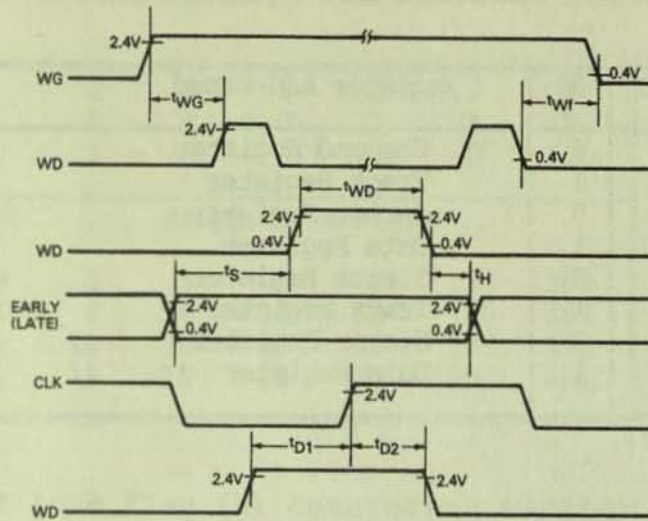 2.4V
WG
0.4V
tWG
tWf
2.4V
WD
0.4V
tWD
2.4V
2.4V
0.4V
0.4V
WD
tS
tH
EARLY
(LATE)
2.4V
2.4V
0.4V
0.4V
CLK
2.4V
tD1
tD2
2.4V
2.4V
WD